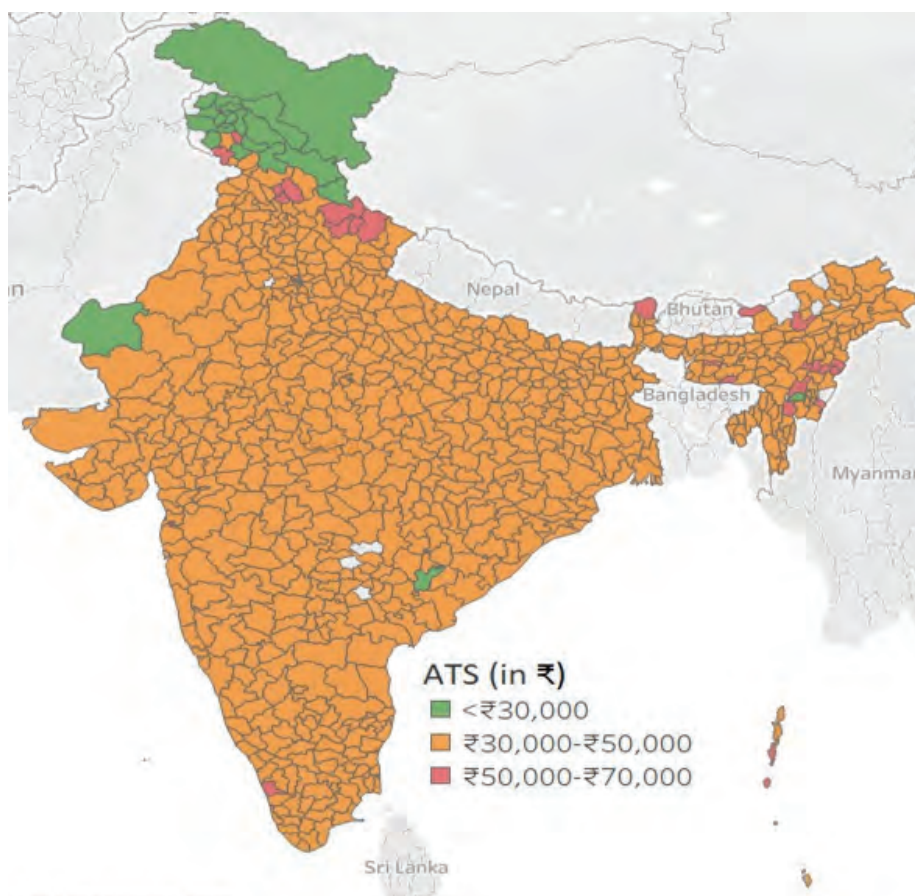 Nepal
Bhutan
Bangladesh
Myanmar
ATS (in ₹)
<₹30,000
₹30,000-₹50,000
₹50,000-₹70,000
Sri Lanka